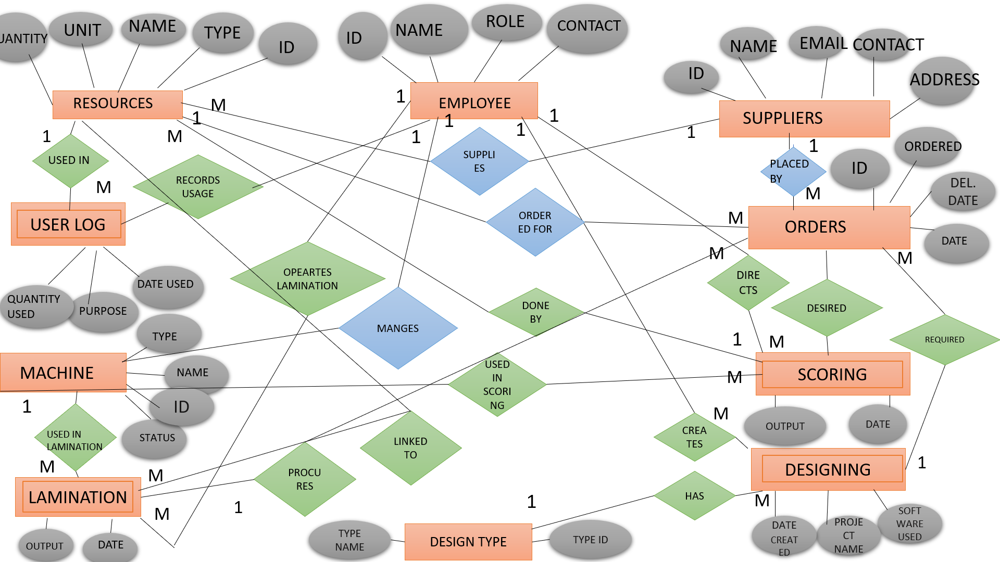 UANTITY
UNIT
NAME
TYPE
ID
ID
NAME
ROLE
CONTACT
NAME
EMAIL
CONTACT
ID
ADDRESS
RESOURCES
M
1
M
1
EMPLOYEE
1
1
1
1
SUPPLIERS
1
1
USED IN
M
RECORDS
USAGE
SUPPLI
ES
PLACED
BY
M
ID
ORDERED
DEL.
DATE
DATE
USER LOG
ORDER
ED FOR
M
ORDERS
M
M
QUANTITY
USED
PURPOSE
DATE USED
OPEARTES
LAMINATION
DIRE
CTS
DESIRED
DONE
BY
MANGES
REQUIRED
TYPE
MACHINE
NAME
ID
STATUS
1
1
M
USED
IN
SCORI
NG
M
SCORING
OUTPUT
DATE
USED IN
LAMINATION
M
LINKED
TO
CREA
TES
M
M
LAMINATION
M
PROCU
RES
1
DESIGNING
1
HAS
M
1
OUTPUT
DATE
TYPE
NAME
DESIGN TYPE
TYPE ID
DATE
CREAT
ED
PROJE
CT
NAME
SOFT
WARE
USED